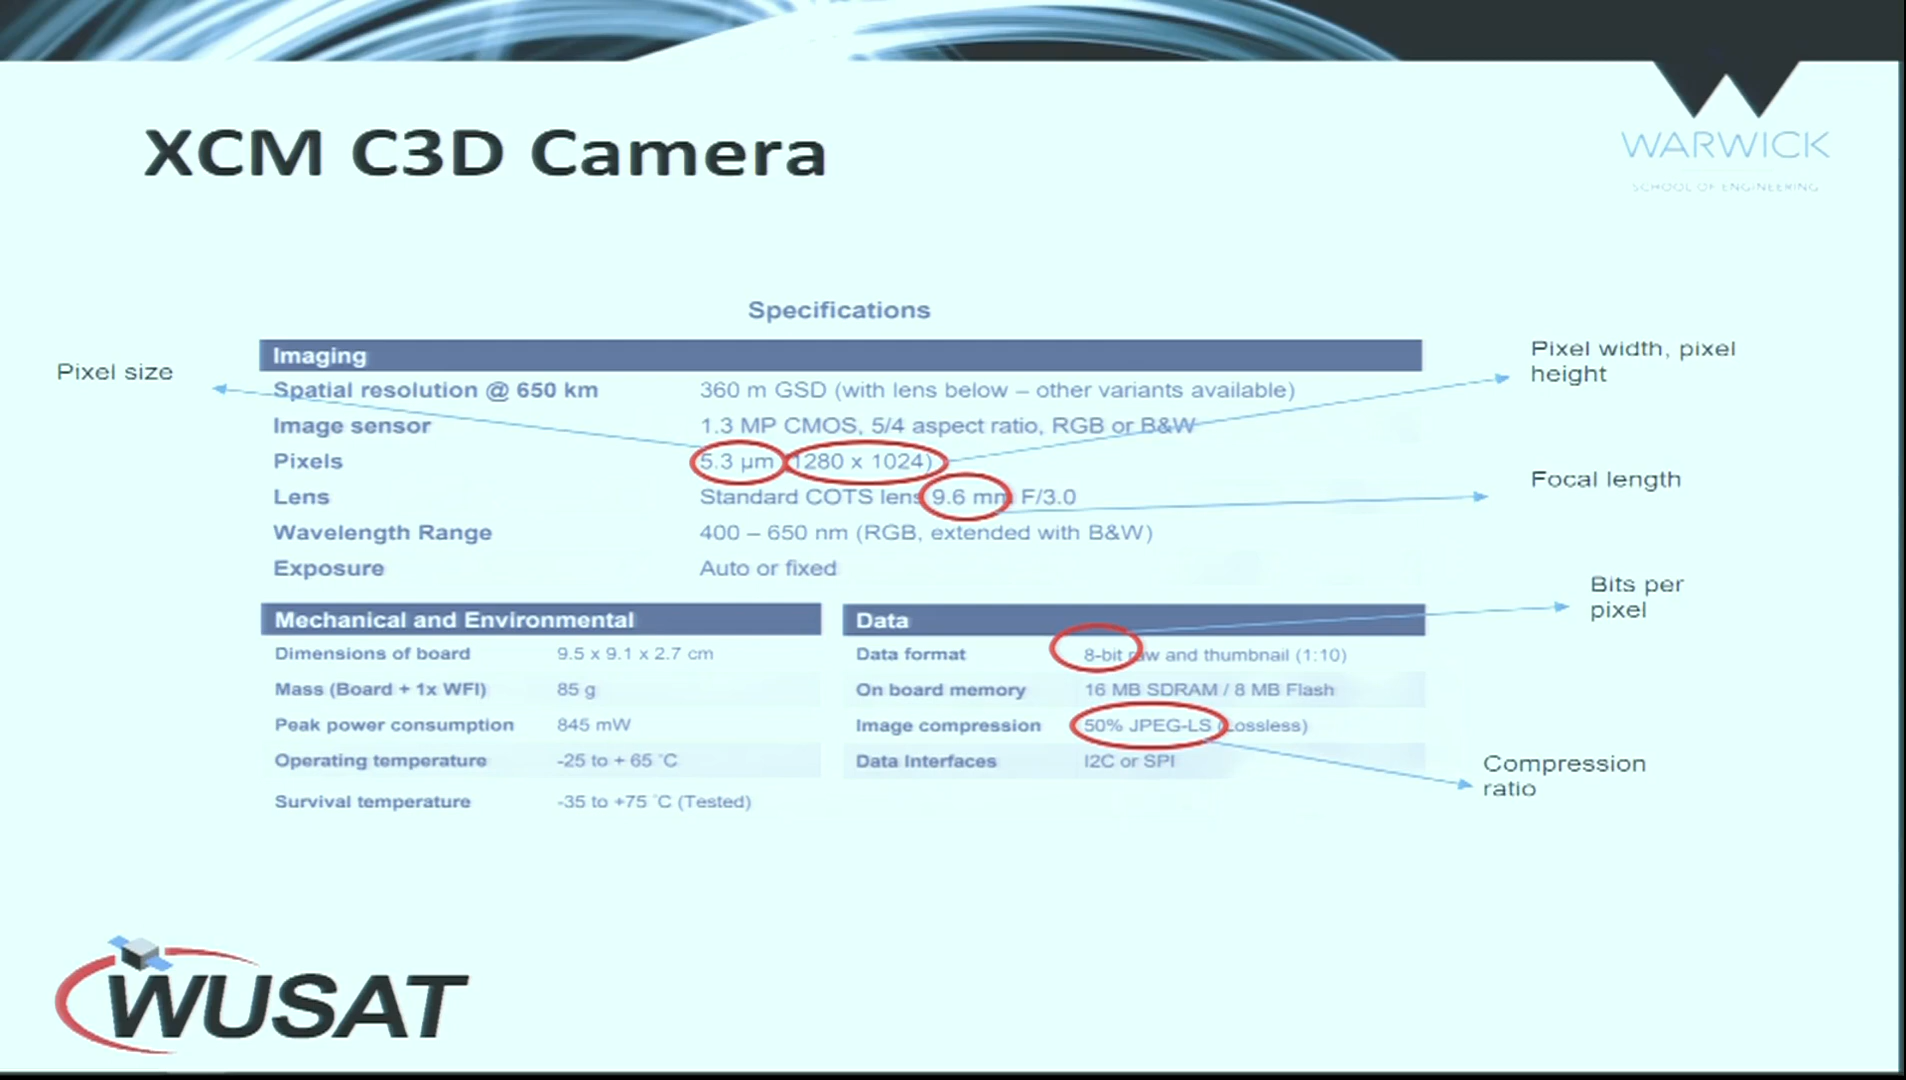 WARWICK
SCHOOL OF ENGINEERING
XCM C3D Camera
Specifications
Imaging
Spatial resolution @ 650 km 360 m GSD (with lens below – other variants available)
Image sensor 1.3 MP CMOS, 5/4 aspect ratio, RGB or B&W
Pixels 5.3 µm (1280 x 1024)
Lens Standard COTS lens 9.6 mm F/3.0
Wavelength Range 400 – 650 nm (RGB, extended with B&W)
Exposure Auto or fixed
Pixel size
Pixel width, pixel
height
Focal length
Bits per
pixel
Compression
ratio
Mechanical and Environmental
Dimensions of board 9.5 x 9.1 x 2.7 cm
Mass (Board + 1x WFI) 85 g
Peak power consumption 845 mW
Operating temperature -25 to + 65 °C
Survival temperature -35 to +75 °C (Tested)
Data
Data format 8-bit raw and thumbnail (1:10)
On board memory 16 MB SDRAM / 8 MB Flash
Image compression 50% JPEG-LS (Lossless)
Data Interfaces I2C or SPI
WUSAT